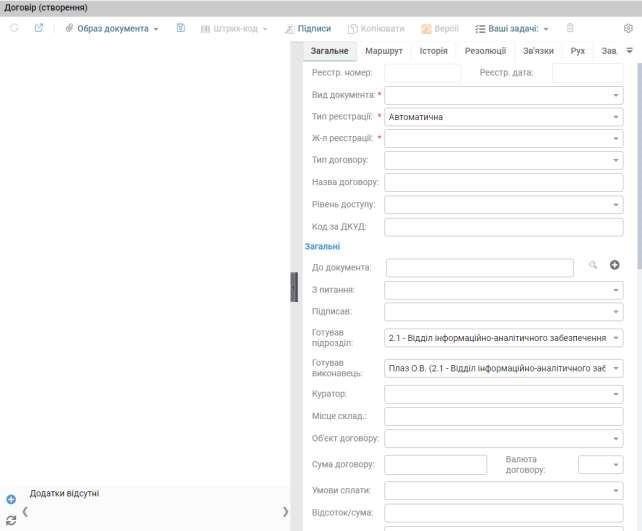 Договір (створення)
Образ документа
Штрих-код
Підписи
Копіювати
Версії
Ваші задачі:
Загальне Маршрут Історія Резолюції Зв'язки Рух Зав
Реєстр. номер: Реєстр. дата:
Вид документа: *
Тип реєстрації: * Автоматична
Ж-л реєстрації: *
Тип договору:
Назва договору:
Рівень доступу:
Код за ДКУД:
Загальні
До документа:
З питання:
Підписав:
Готував
підрозділ: 2.1 - Відділ інформаційно-аналітичного забезпечення
Готував
виконавець: Плаз О.В. (2.1 - Відділ інформаційно-аналітичного заб
Куратор:
Місце склад.:
Об'єкт договору:
Сума договору: Валюта
договору:
Умови сплати:
Відсоток/сума:
Додатки відсутні